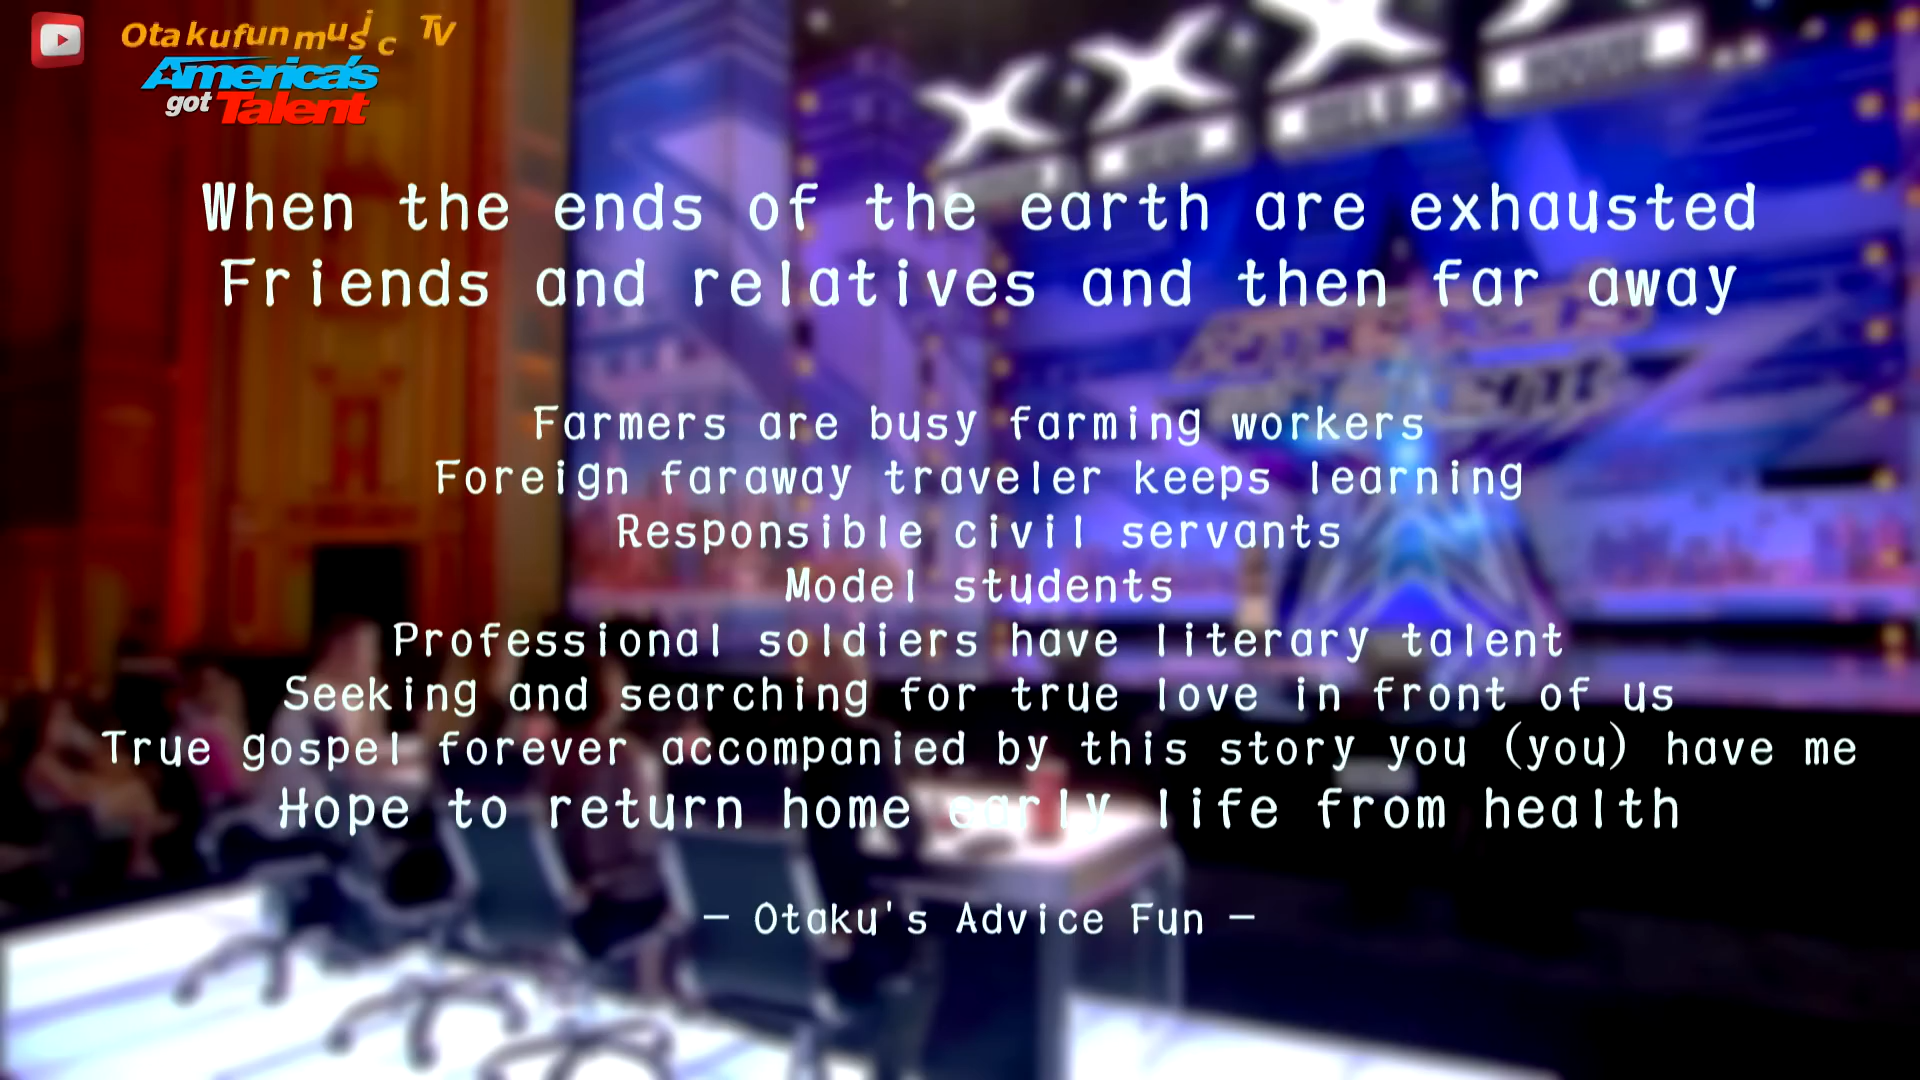 Otakufunmusic TV
America's
got Talent
When the ends of the earth are exhausted
Friends and relatives and then far away
Farmers are busy farming workers
Foreign faraway traveler keeps learning
Responsible civil servants
Model students
Professional soldiers have literary talent
Seeking and searching for true love in front of us
True gospel forever accompanied by this story you (you) have me
Hope to return home early life from health
— Otaku's Advice Fun —